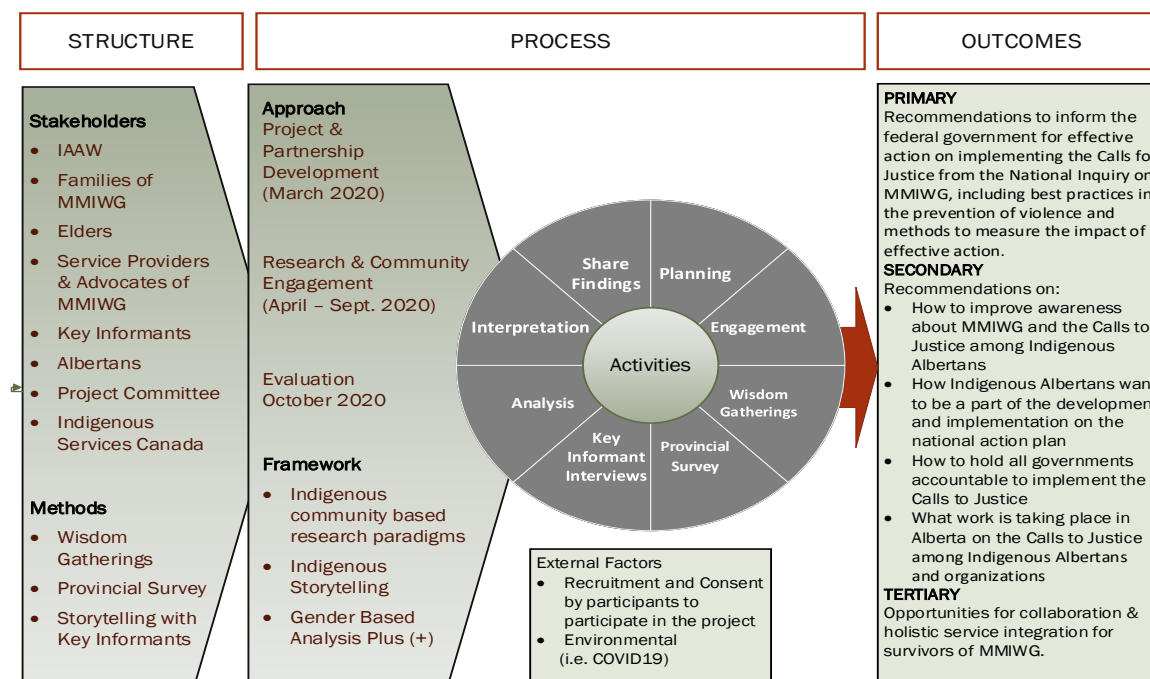 STRUCTURE
PROCESS
OUTCOMES
Stakeholders
• IAAW
• Families of
MMIWG
• Elders
• Service Providers
& Advocates of
MMIWG
• Key Informants
• Albertans
• Project Committee
• Indigenous
Services Canada
Methods
• Wisdom
Gatherings
• Provincial Survey
• Storytelling with
Key Informants
Approach
Project &
Partnership
Development
(March 2020)
Research & Community
Engagement
(April – Sept. 2020)
Evaluation
October 2020
Framework
• Indigenous
community based
research paradigms
• Indigenous
Storytelling
• Gender Based
Analysis Plus (+)
Activities
Planning
Engagement
Wisdom
Gatherings
Provincial
Survey
Key
Informant
Interviews
Analysis
Interpretation
Share
Findings
External Factors
• Recruitment and Consent
by participants to
participate in the project
• Environmental
(i.e. COVID19)
PRIMARY
Recommendations to inform the
federal government for effective
action on implementing the Calls fo
Justice from the National Inquiry on
MMIWG, including best practices in
the prevention of violence and
methods to measure the impact of
effective action.
SECONDARY
Recommendations on:
• How to improve awareness
about MMIWG and the Calls to
Justice among Indigenous
Albertans
• How Indigenous Albertans wan
to be a part of the developmen
and implementation on the
national action plan
• How to hold all governments
accountable to implement the
Calls to Justice
• What work is taking place in
Alberta on the Calls to Justice
among Indigenous Albertans
and organizations
TERTIARY
Opportunities for collaboration &
holistic service integration for
survivors of MMIWG.